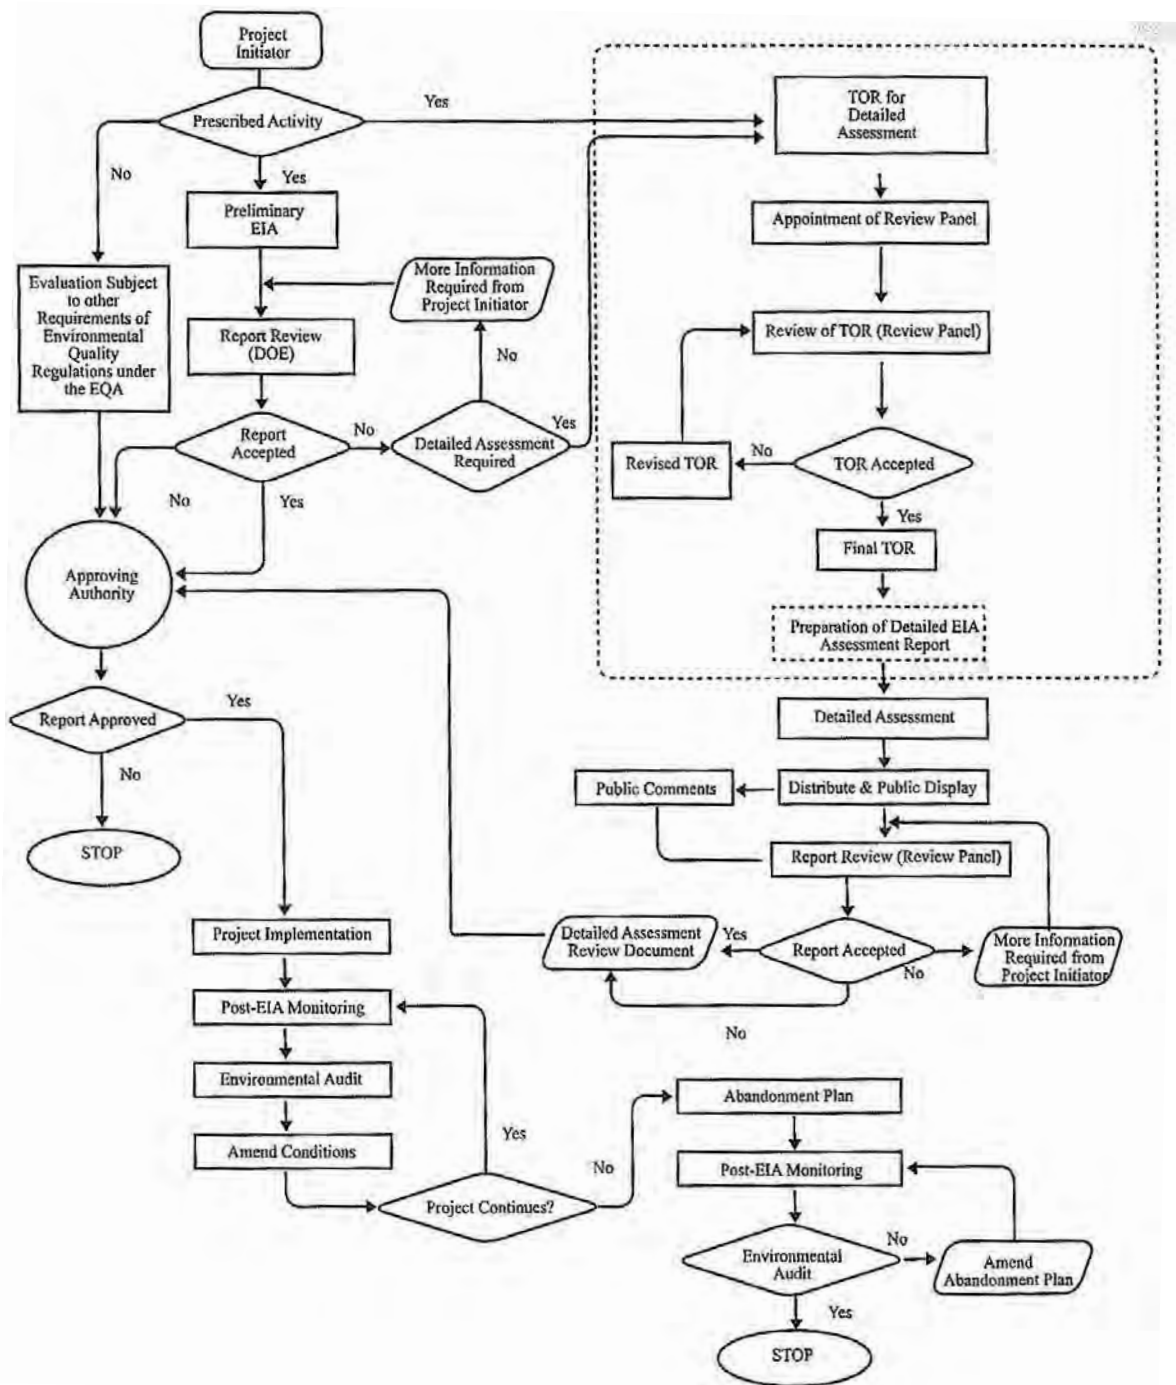 Project
Initiator
Prescribed Activity
Yes
No
Yes
Preliminary
EIA
Evaluation Subject
to other
Requirements of
Environmental
Quality
Regulations under
the EQA
More Information
Required from
Project Initiator
Report Review
(DOE)
No
Report
Accepted
No
Detailed Assessment
Required
Yes
No
Yes
Approving
Authority
Report Approved
Yes
No
STOP
TOR for
Detailed
Assessment
Appointment of Review Panel
Review of TOR (Review Panel)
Revised TOR
No
TOR Accepted
Yes
Final TOR
Preparation of Detailed EIA
Assessment Report
Detailed Assessment
Public Comments
Distribute & Public Display
Report Review (Review Panel)
Detailed Assessment
Review Document
Yes
Report Accepted
No
More Information
Required from
Project Initiator
No
Project Implementation
Post-EIA Monitoring
Environmental Audit
Amend Conditions
Yes
Project Continues?
No
Abandonment Plan
Post-EIA Monitoring
Environmental
Audit
No
Amend
Abandonment Plan
Yes
STOP